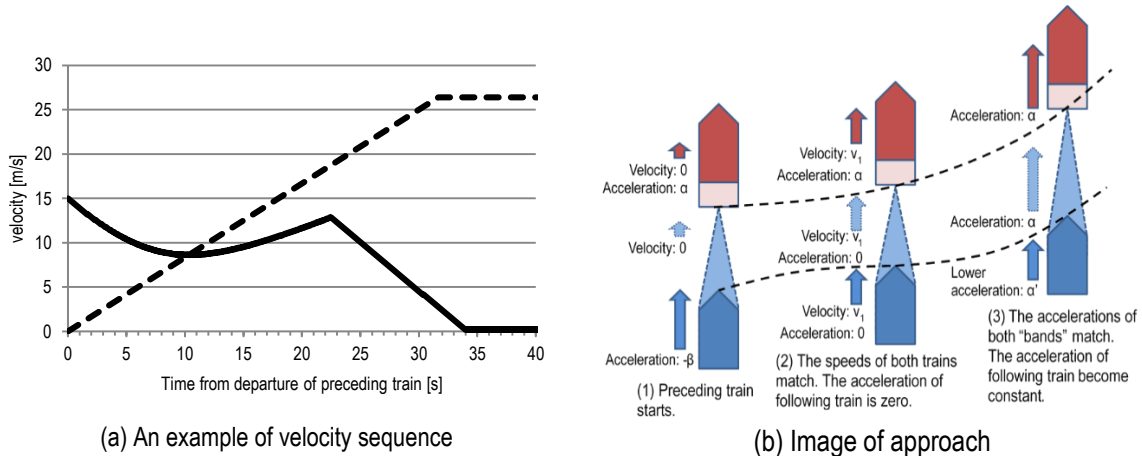 30
25
20
15
10
5
0
velocity [m/s]
0 5 10 15 20 25 30 35 40
Time from departure of preceding train [s]
(a) An example of velocity sequence
Velocity: 0
Acceleration: α
Velocity: 0
Acceleration: -β
(1) Preceding train
starts.
Velocity: v1
Acceleration: α
Velocity: v1
Acceleration: 0
Velocity: v1
Acceleration: 0
(2) The speeds of both trains
match. The acceleration of
following train is zero.
Acceleration: α
Acceleration: α
Lower
acceleration: α'
(3) The accelerations of
both "bands" match.
The acceleration of
following train become
constant.
(b) Image of approach